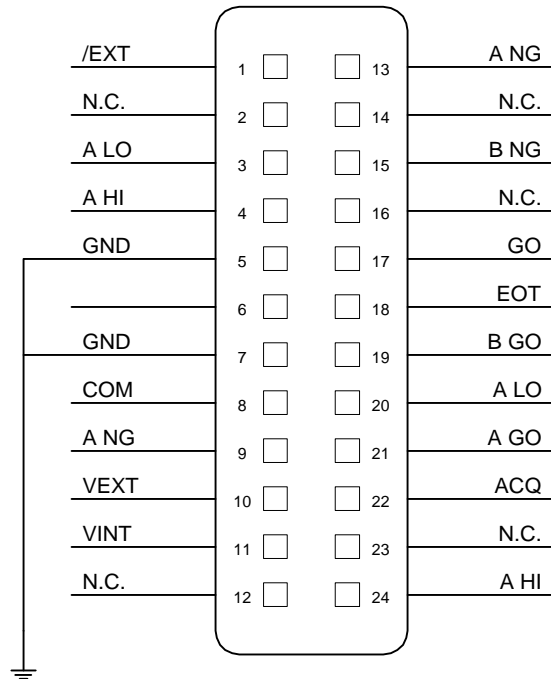 /EXT 1 13 A NG
N.C. 2 14 N.C.
A LO 3 15 B NG
A HI 4 16 N.C.
GND 5 17 GO
6 18 EOT
GND 7 19 B GO
COM 8 20 A LO
A NG 9 21 A GO
VEXT 10 22 ACQ
VINT 11 23 N.C.
N.C. 12 24 A HI